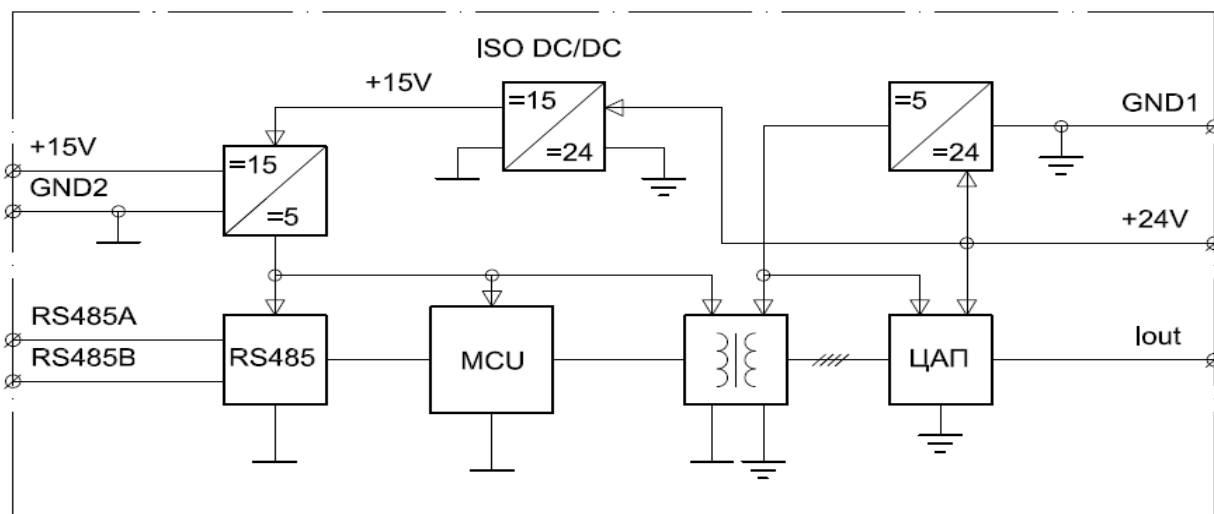 ISO DC/DC
+15V
=15
=24
=5
=24
GND1
+15V
=15
=5
GND2
+24V
RS485A
RS485B
RS485
MCU
ЦАП
Iout